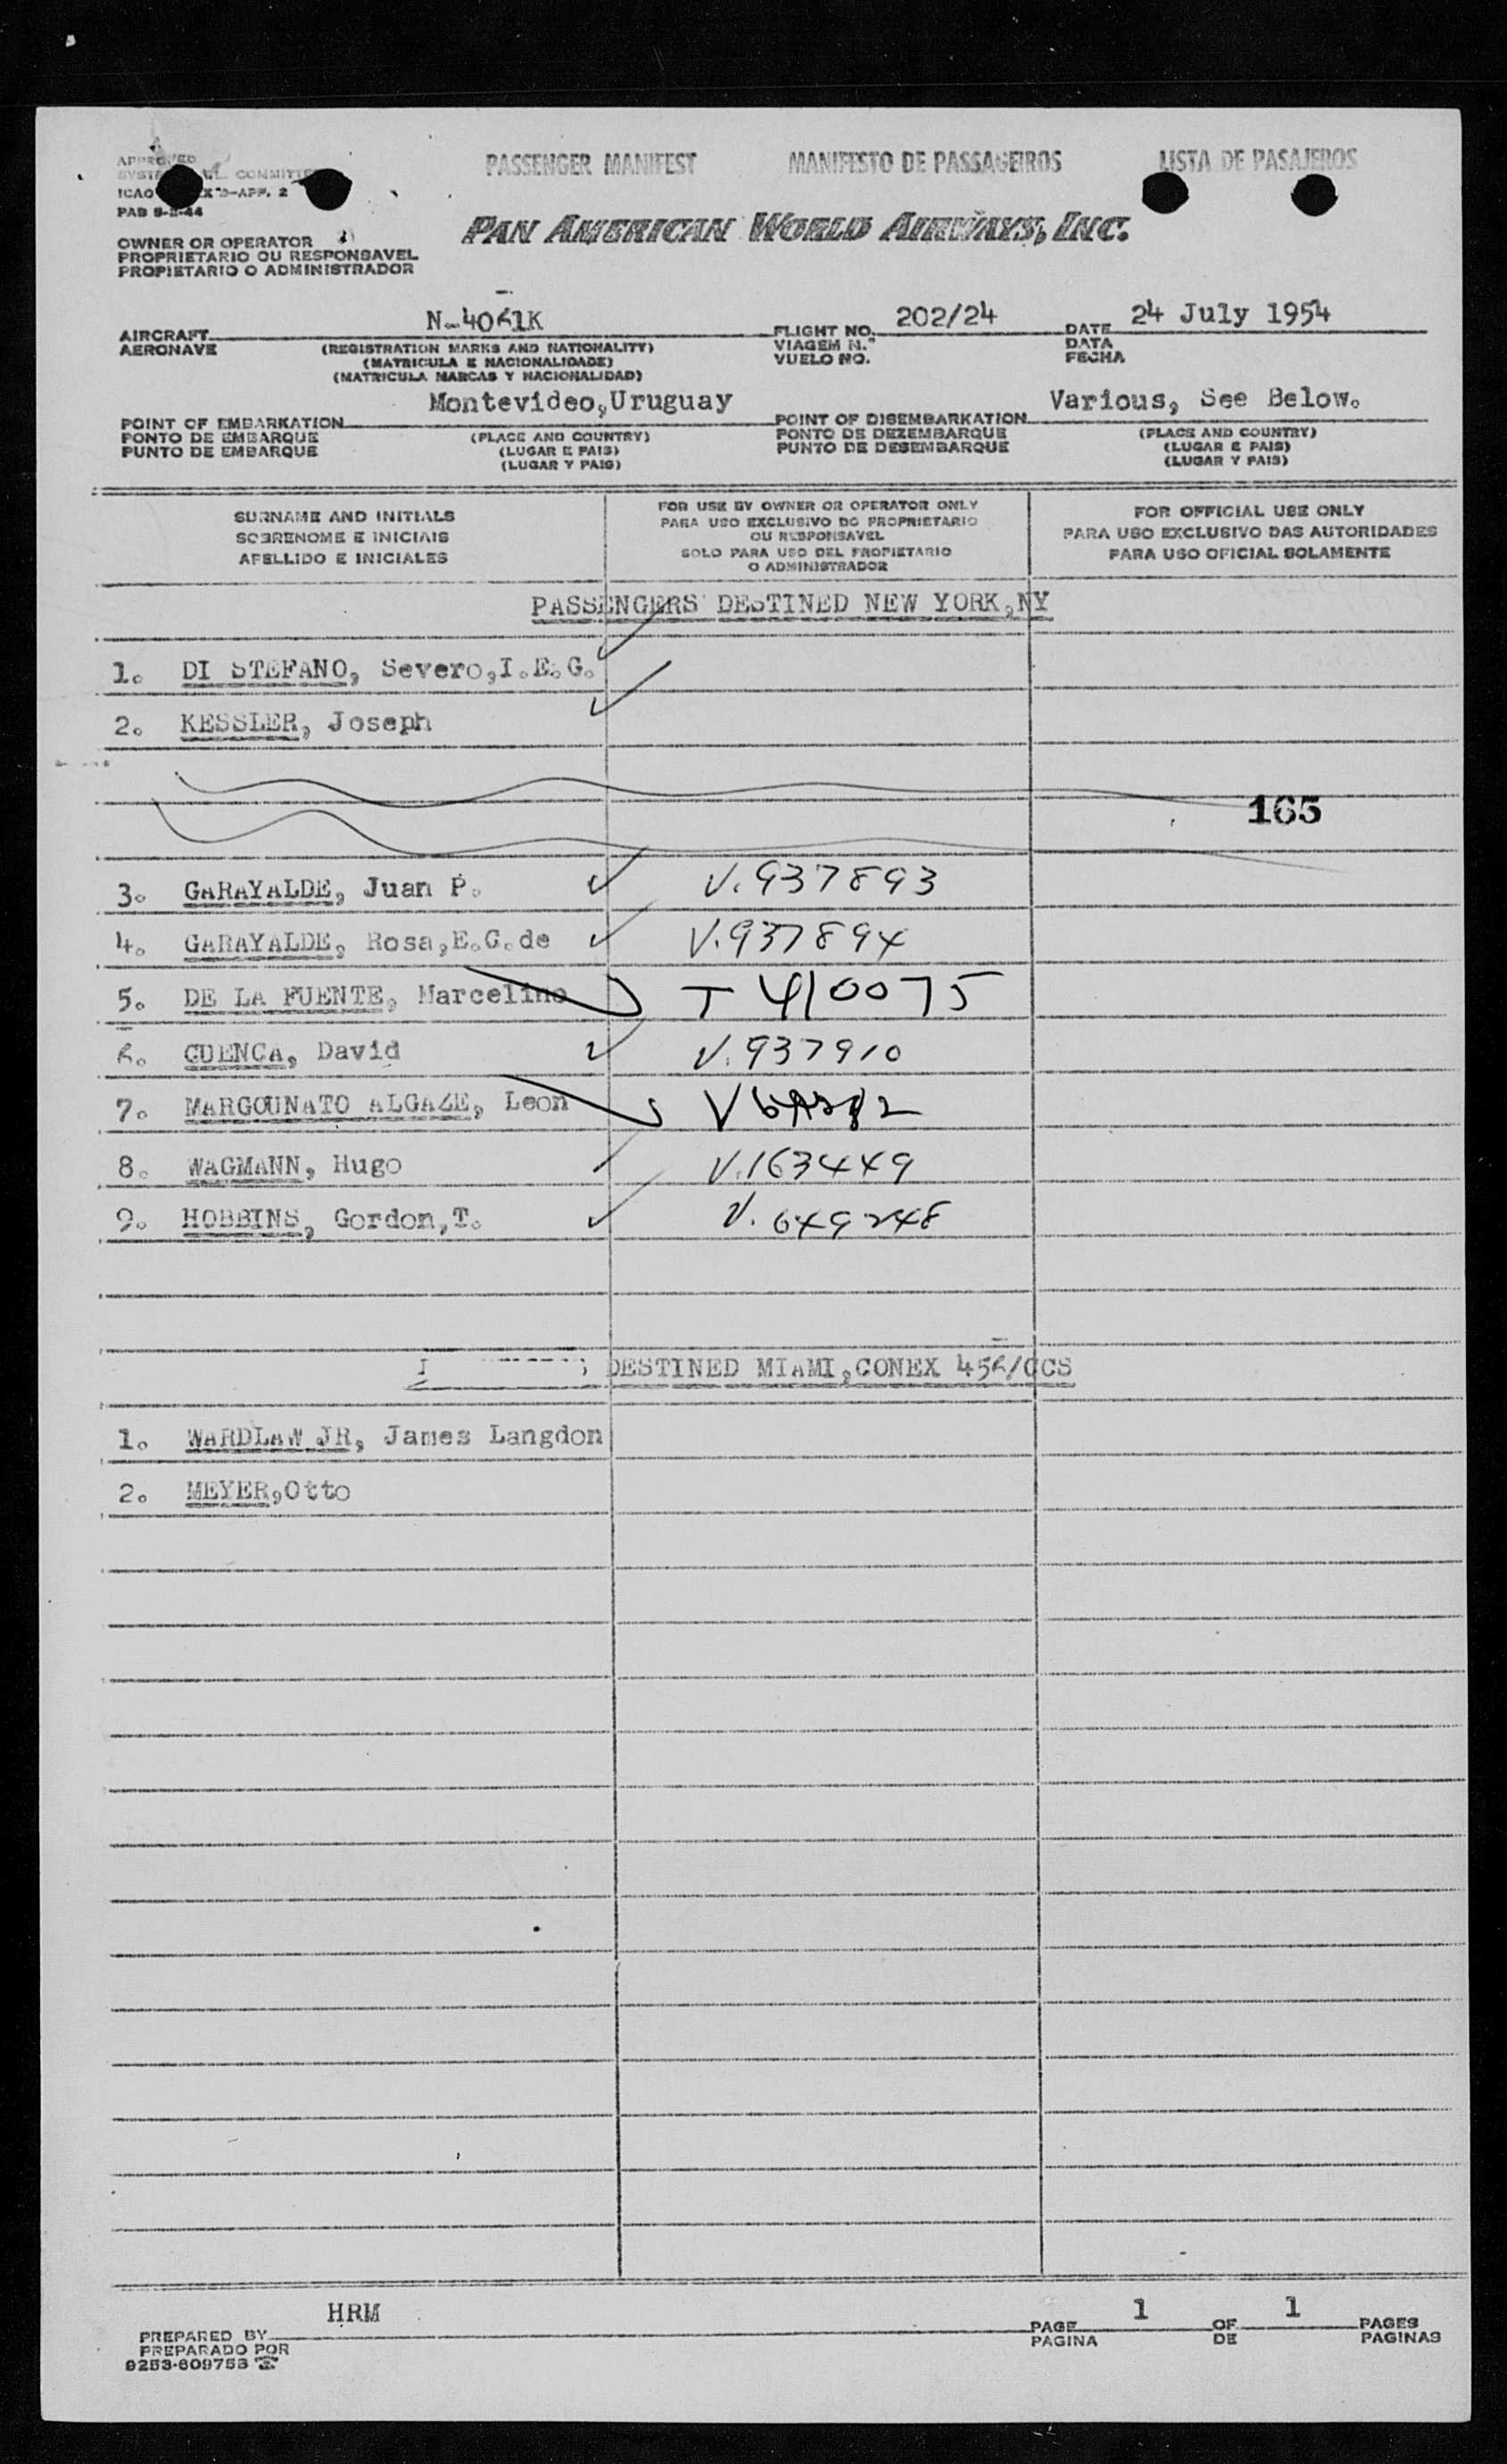 PASSENGER MANIFEST MANIFESTO DE PASSAGEIROS LISTA DE PASAJEROS
APPROVED
COMMITTE
ICAO X 9-APP. 2
PAB
PAN AMERICAN WORLD AIRWAYS, INC.
OWNER OR OPERATOR
PROPRIETARIO OU RESPONSAVEL
PROPIETARIO O ADMINISTRADOR
AIRCRAFT N-4061K FLIGHT NO. 202/24 DATE 24 July 1954
AERONAVE (REGISTRATION MARKS AND NATIONALITY) VIAGEM N.º DATA
(MATRICULA E NACIONALIDADE) VUELO NO. FECHA
(MATRICULA MARCAS Y NACIONALIDAD)
POINT OF EMBARKATION Montevideo,Uruguay POINT OF DISEMBARKATION Various, See Below.
PONTO DE EMBARQUE (PLACE AND COUNTRY) PONTO DE DEZEMBARQUE (PLACE AND COUNTRY)
PUNTO DE EMBARQUE (LUGAR E PAIS) PUNTO DE DESEMBARQUE (LUGAR E PAIS)
(LUGAR Y PAIS) (LUGAR Y PAIS)
SURNAME AND INITIALS
SOBRENOME E INICIAIS
APELLIDO E INICIALES
FOR USE BY OWNER OR OPERATOR ONLY
PARA USO EXCLUSIVO DO PROPRIETARIO
OU RESPONSAVEL
SOLO PARA USO DEL PROPIETARIO
O ADMINISTRADOR
FOR OFFICIAL USE ONLY
PARA USO EXCLUSIVO DAS AUTORIDADES
PARA USO OFICIAL SOLAMENTE
PASSENGERS DESTINED NEW YORK,NY
1. DI STEFANO, Severo,I.E.G.
2. KESSLER, Joseph
165
3. GARAYALDE, Juan P. V.937893
4. GARAYALDE, Rosa,E.C.de V.937894
5. DE LA FUENTE, Marcelino T 410075
6. CUENCA, David V.937910
7. MARGOUNATO ALGAZE, Leon
8. WAGMANN, Hugo V.163449
9. HOBBINS, Gordon,T. V.649248
DESTINED MIAMI,CONEX 456/CCS
1. WARDLAW JR, James Langdon
2. MEYER,Otto
PREPARED BY HRM PAGE 1 OF 1 PAGES
PREPARADO POR PAGINA DE PAGINAS
9253-609753